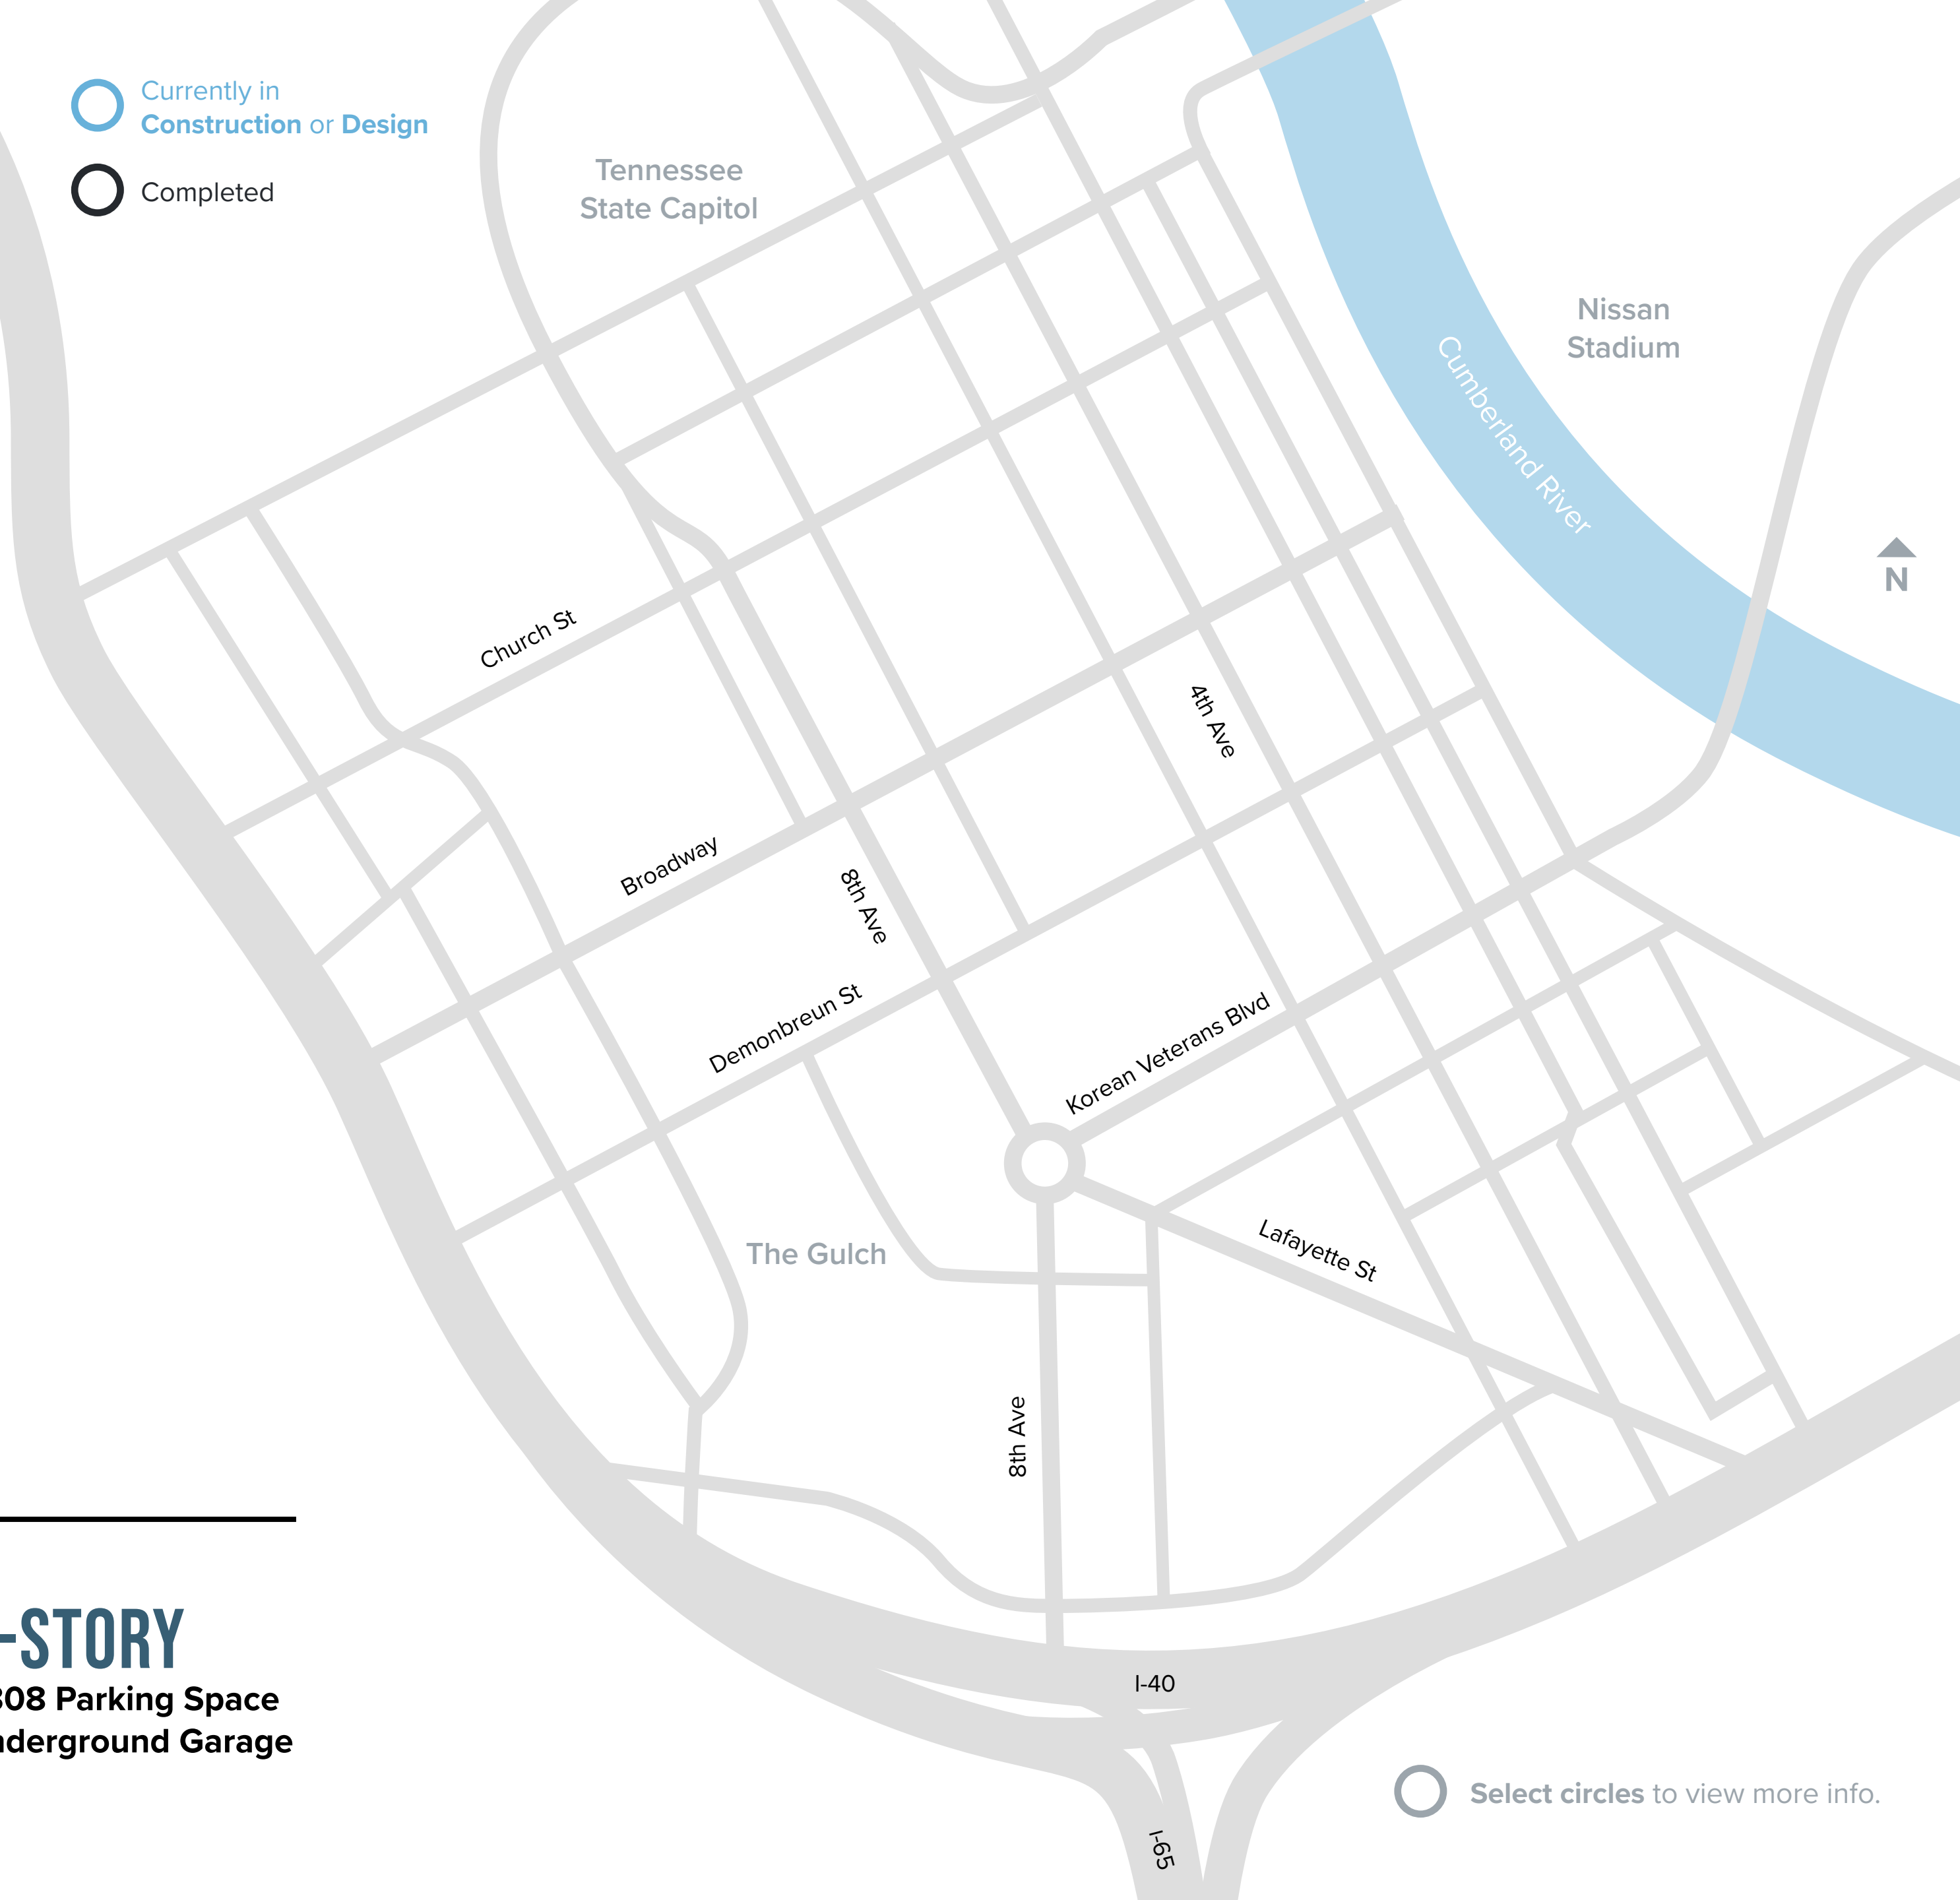 Currently in
Construction or Design
Completed
Tennessee
State Capitol
Nissan
Stadium
Cumberland River
N
Church St
4th Ave
Broadway
8th Ave
Demonbreun St
Korean Veterans Blvd
The Gulch
Lafayette St
8th Ave
-STORY
308 Parking Space
nderground Garage
I-40
Select circles to view more info.
I-65